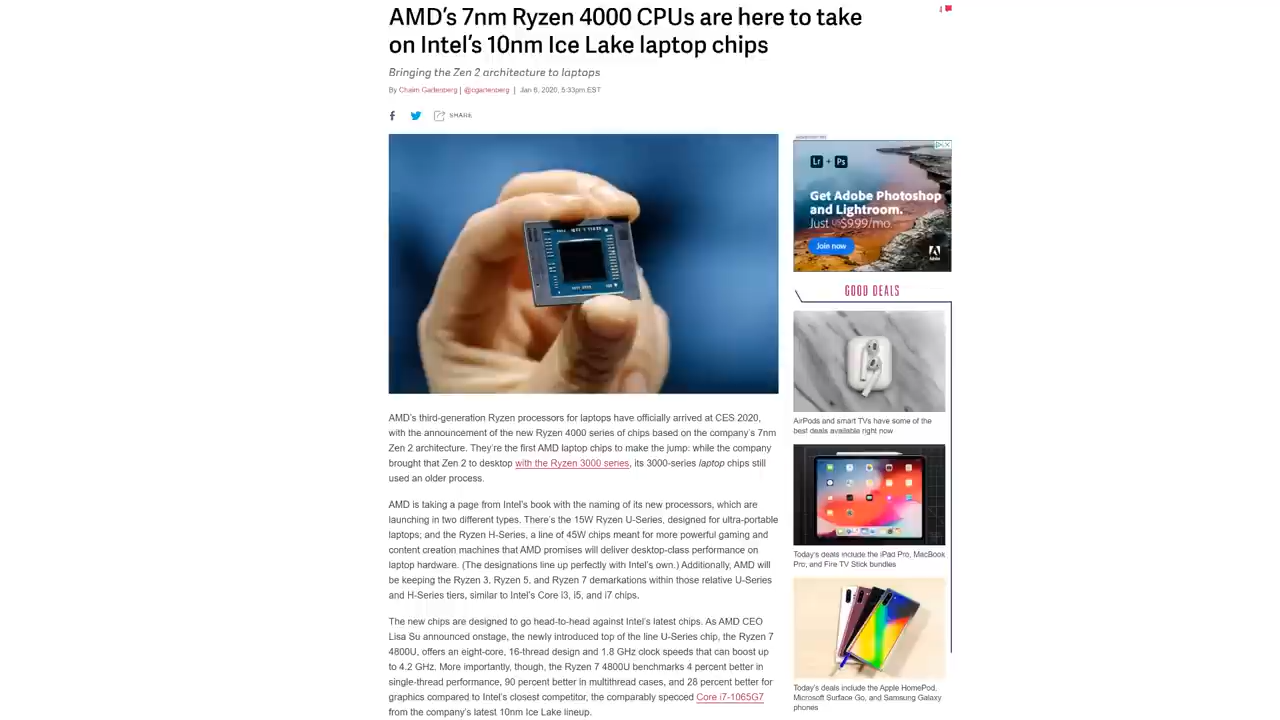 AMD's 7nm Ryzen 4000 CPUs are here to take
on Intel's 10nm Ice Lake laptop chips
Bringing the Zen 2 architecture to laptops
By Chaim Gartenberg | @cgartenberg | Jan 6, 2020, 5:33pm EST
SHARE
ADVERTISEMENT
Lr + Ps
Get Adobe Photoshop
and Lightroom.
Just US$9.99/mo.
Join now
Adobe
GOOD DEALS
AirPods and smart TVs have some of the
best deals available right now
Today's deals include the iPad Pro, MacBook
Pro, and Fire TV Stick bundles
Today's deals include the Apple HomePod,
Microsoft Surface Go, and Samsung Galaxy
phones
AMD's third-generation Ryzen processors for laptops have officially arrived at CES 2020,
with the announcement of the new Ryzen 4000 series of chips based on the company's 7nm
Zen 2 architecture. They're the first AMD laptop chips to make the jump: while the company
brought that Zen 2 to desktop with the Ryzen 3000 series, its 3000-series laptop chips still
used an older process.
AMD is taking a page from Intel's book with the naming of its new processors, which are
launching in two different types. There's the 15W Ryzen U-Series, designed for ultra-portable
laptops; and the Ryzen H-Series, a line of 45W chips meant for more powerful gaming and
content creation machines that AMD promises will deliver desktop-class performance on
laptop hardware. (The designations line up perfectly with Intel's own.) Additionally, AMD will
be keeping the Ryzen 3, Ryzen 5, and Ryzen 7 demarkations within those relative U-Series
and H-Series tiers, similar to Intel's Core i3, i5, and i7 chips.
The new chips are designed to go head-to-head against Intel's latest chips. As AMD CEO
Lisa Su announced onstage, the newly introduced top of the line U-Series chip, the Ryzen 7
4800U, offers an eight-core, 16-thread design and 1.8 GHz clock speeds that can boost up
to 4.2 GHz. More importantly, though, the Ryzen 7 4800U benchmarks 4 percent better in
single-thread performance, 90 percent better in multithread cases, and 28 percent better for
graphics compared to Intel's closest competitor, the comparably specced Core i7-1065G7
from the company's latest 10nm Ice Lake lineup.